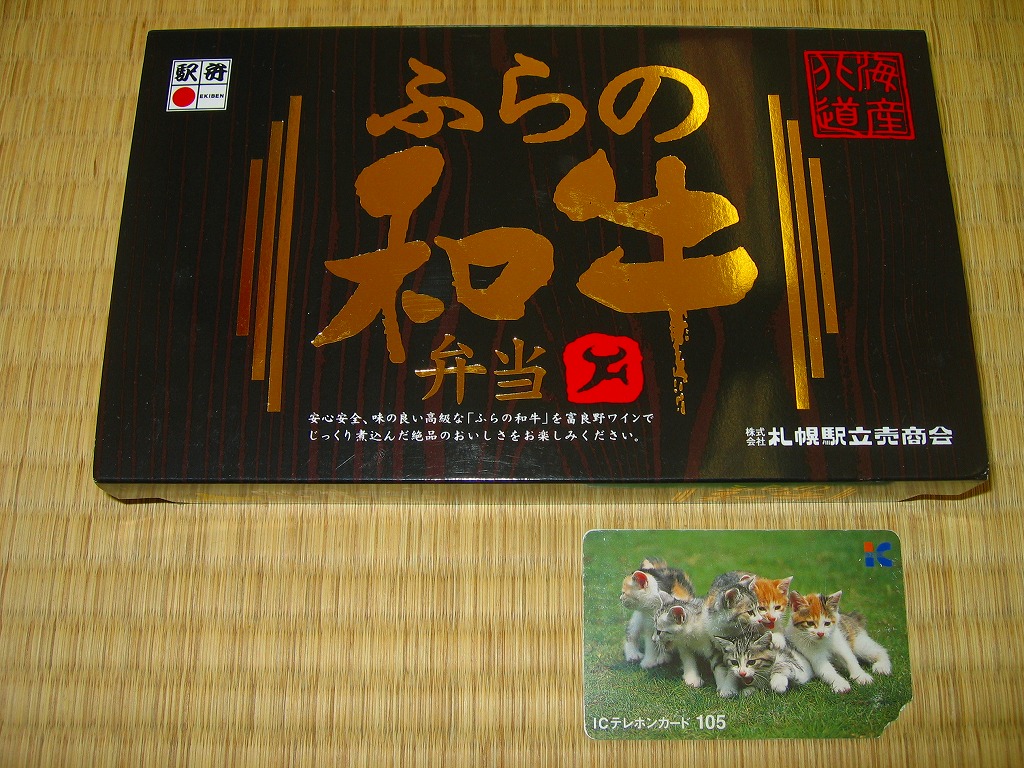 駅弁
EKIBEN
北海道産
ふらの
和牛
弁当
安心安全、味の良い高級な「ふらの和牛」を富良野ワインで
じっくり煮込んだ絶品のおいしさをお楽しみください。
株式会社 札幌駅立売商会
IC
ICテレホンカード 105